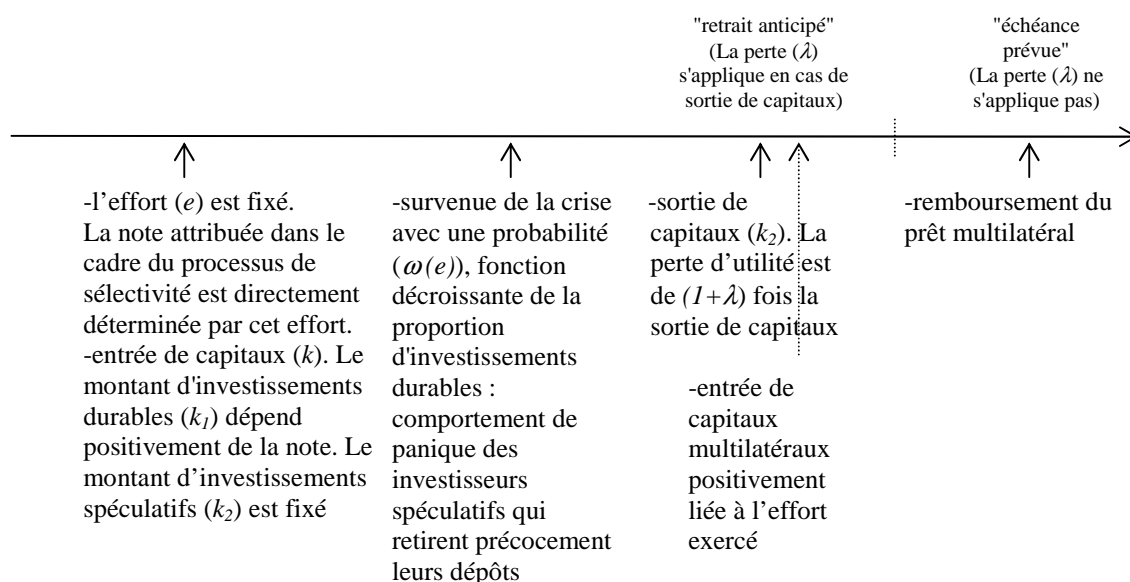 "retrait anticipé"
(La perte (λ)
s'applique en cas de
sortie de capitaux)
"échéance
prévue"
(La perte (λ) ne
s'applique pas)
-l'effort (e) est fixé.
La note attribuée dans le
cadre du processus de
sélectivité est directement
déterminée par cet effort.
-entrée de capitaux (k). Le
montant d'investissements
durables (k1) dépend
positivement de la note. Le
montant d'investissements
spéculatifs (k2) est fixé
-survenue de la crise
avec une probabilité
(ω(e)), fonction
décroissante de la
proportion
d'investissements
durables :
comportement de
panique des
investisseurs
spéculatifs qui
retirent précocement
leurs dépôts
-sortie de
capitaux (k2). La
perte d'utilité est
de (1+λ) fois la
sortie de capitaux
-entrée de
capitaux
multilatéraux
positivement
liée à l'effort
exercé
-remboursement du
prêt multilatéral